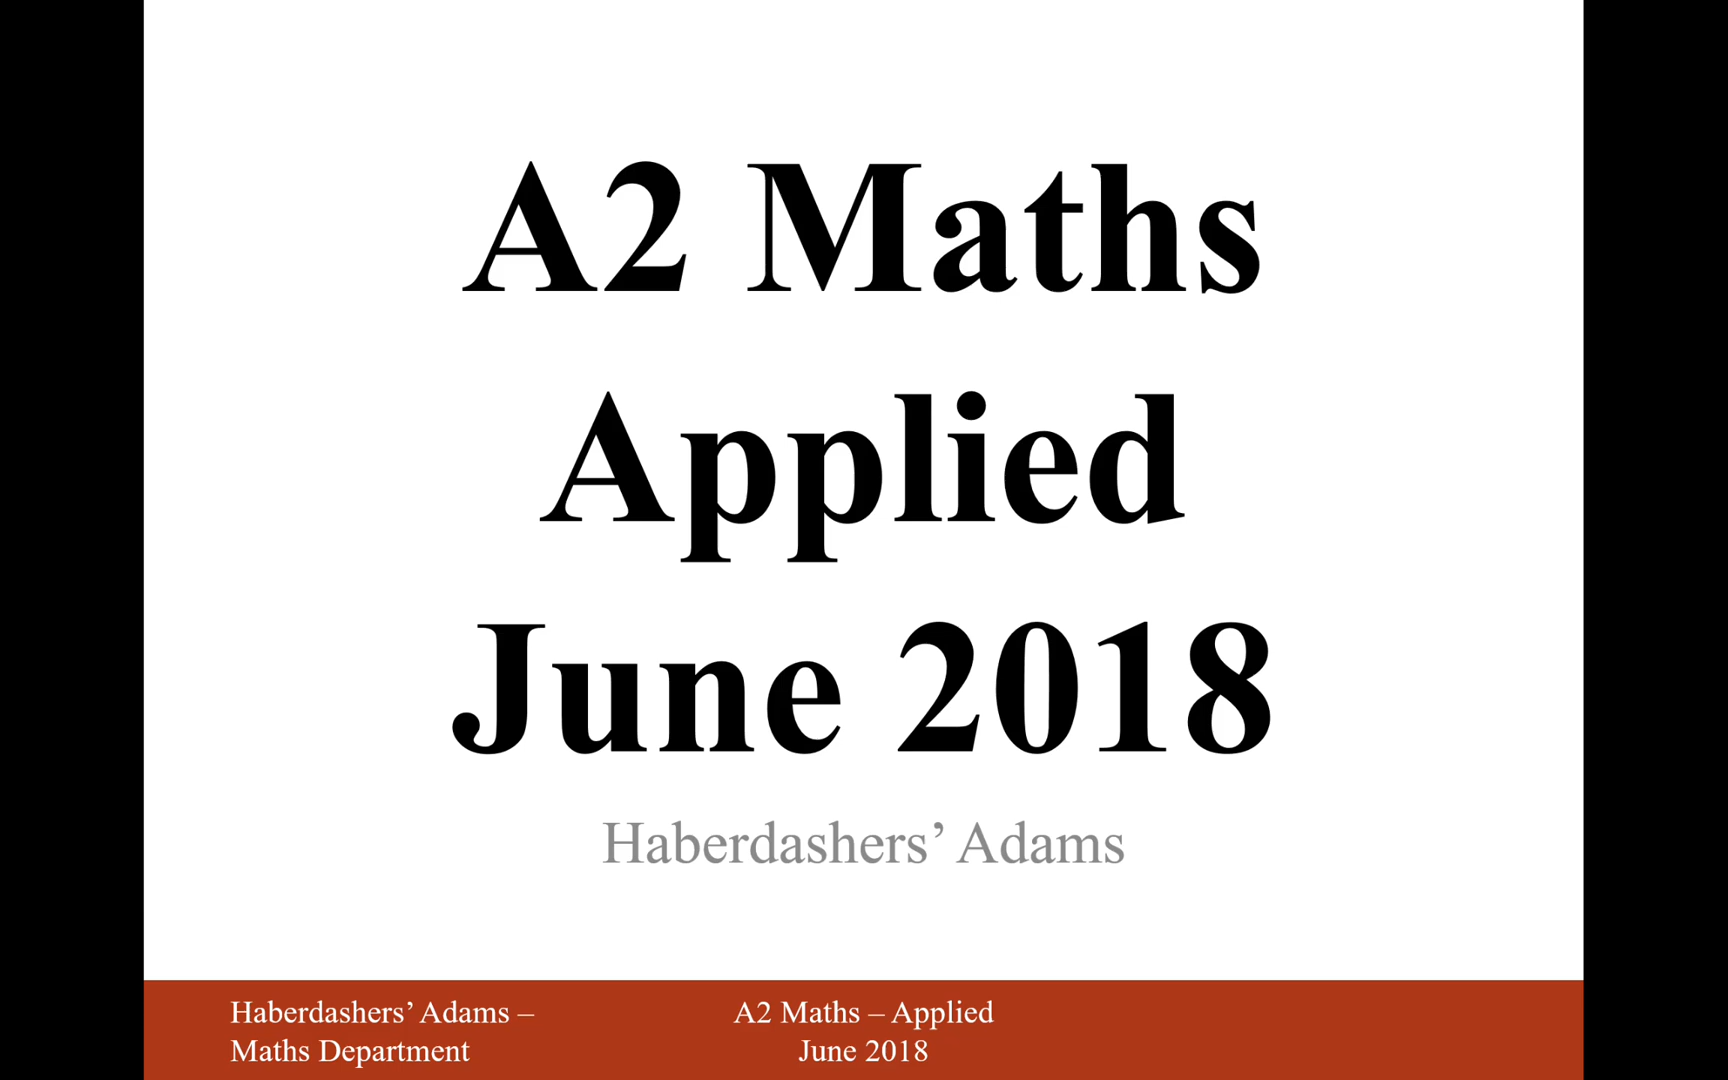 A2 Maths
Applied
June 2018
Haberdashers’ Adams
Haberdashers’ Adams –
Maths Department
A2 Maths – Applied
June 2018